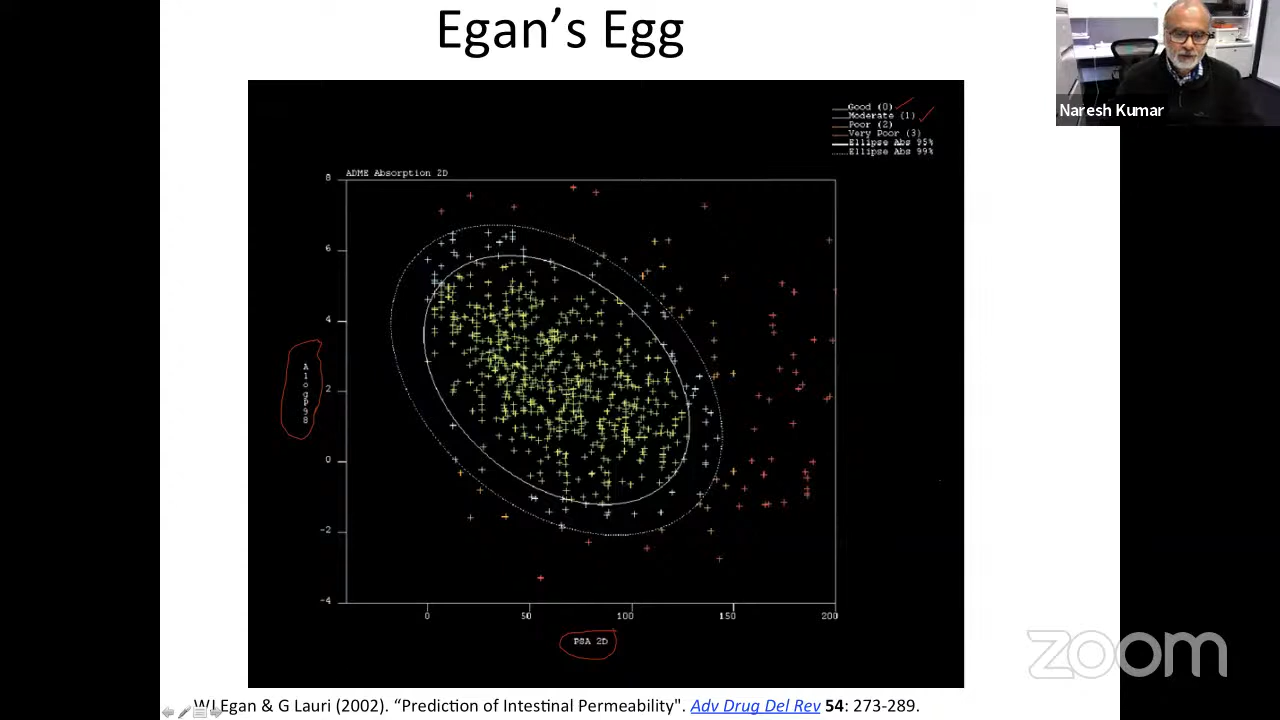 Egan’s Egg
Naresh Kumar
Good (0)
Moderate (1)
Poor (2)
Very Poor (3)
Ellipse Abs 95%
Ellipse Abs 99%
ADME Absorption 2D
8
6
4
2
0
-2
-4
AlogP98
0 50 100 150 200
PSA 2D
zoom
WJ Egan & G Lauri (2002). “Prediction of Intestinal Permeability". Adv Drug Del Rev 54: 273-289.